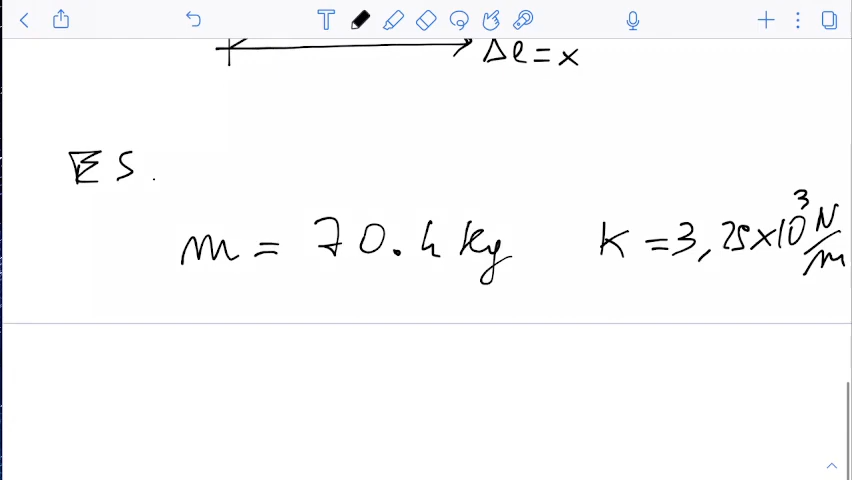 Δl = x
ES.
m = 70.4 kg K = 3,25×10³ N/m